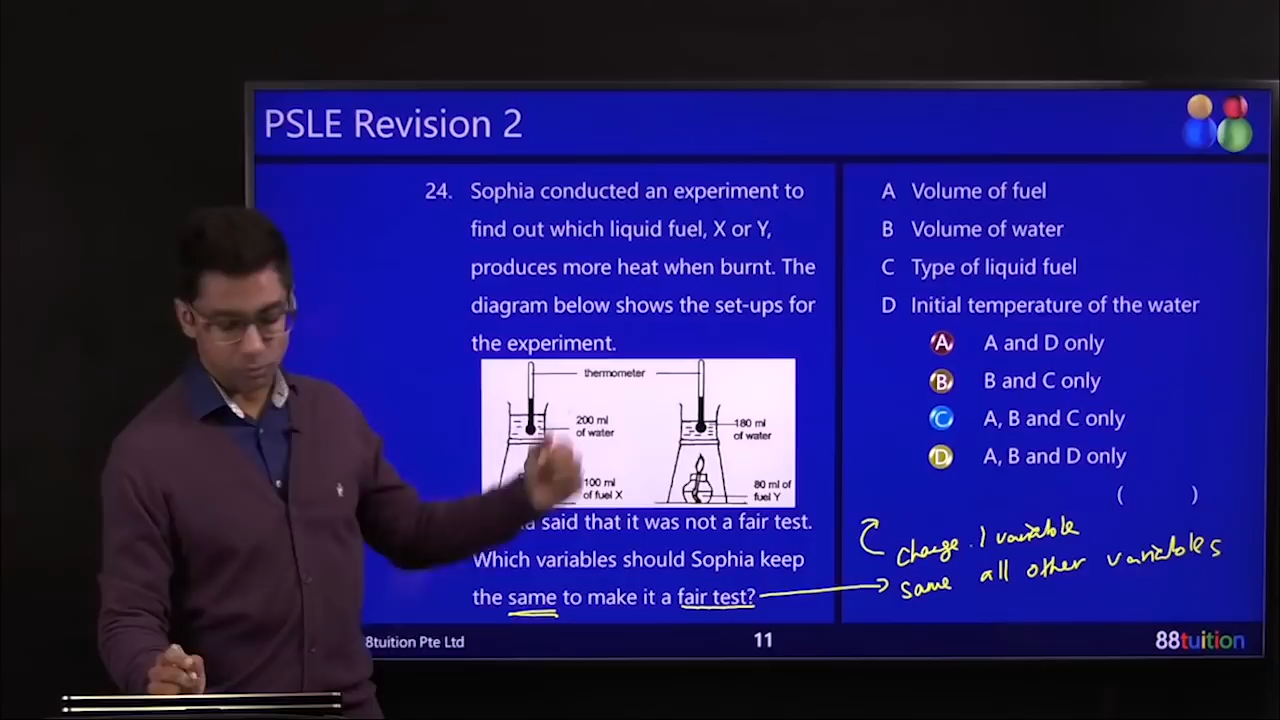 PSLE Revision 2
24. Sophia conducted an experiment to
find out which liquid fuel, X or Y,
produces more heat when burnt. The
diagram below shows the set-ups for
the experiment.
thermometer
200 ml
of water
180 ml
of water
100 ml
of fuel X
80 ml of
fuel Y
said that it was not a fair test.
Which variables should Sophia keep
the same to make it a fair test?
A Volume of fuel
B Volume of water
C Type of liquid fuel
D Initial temperature of the water
A A and D only
B B and C only
C A, B and C only
D A, B and D only
( )
change 1 variable
same all other variables
8tuition Pte Ltd
11
88tuition